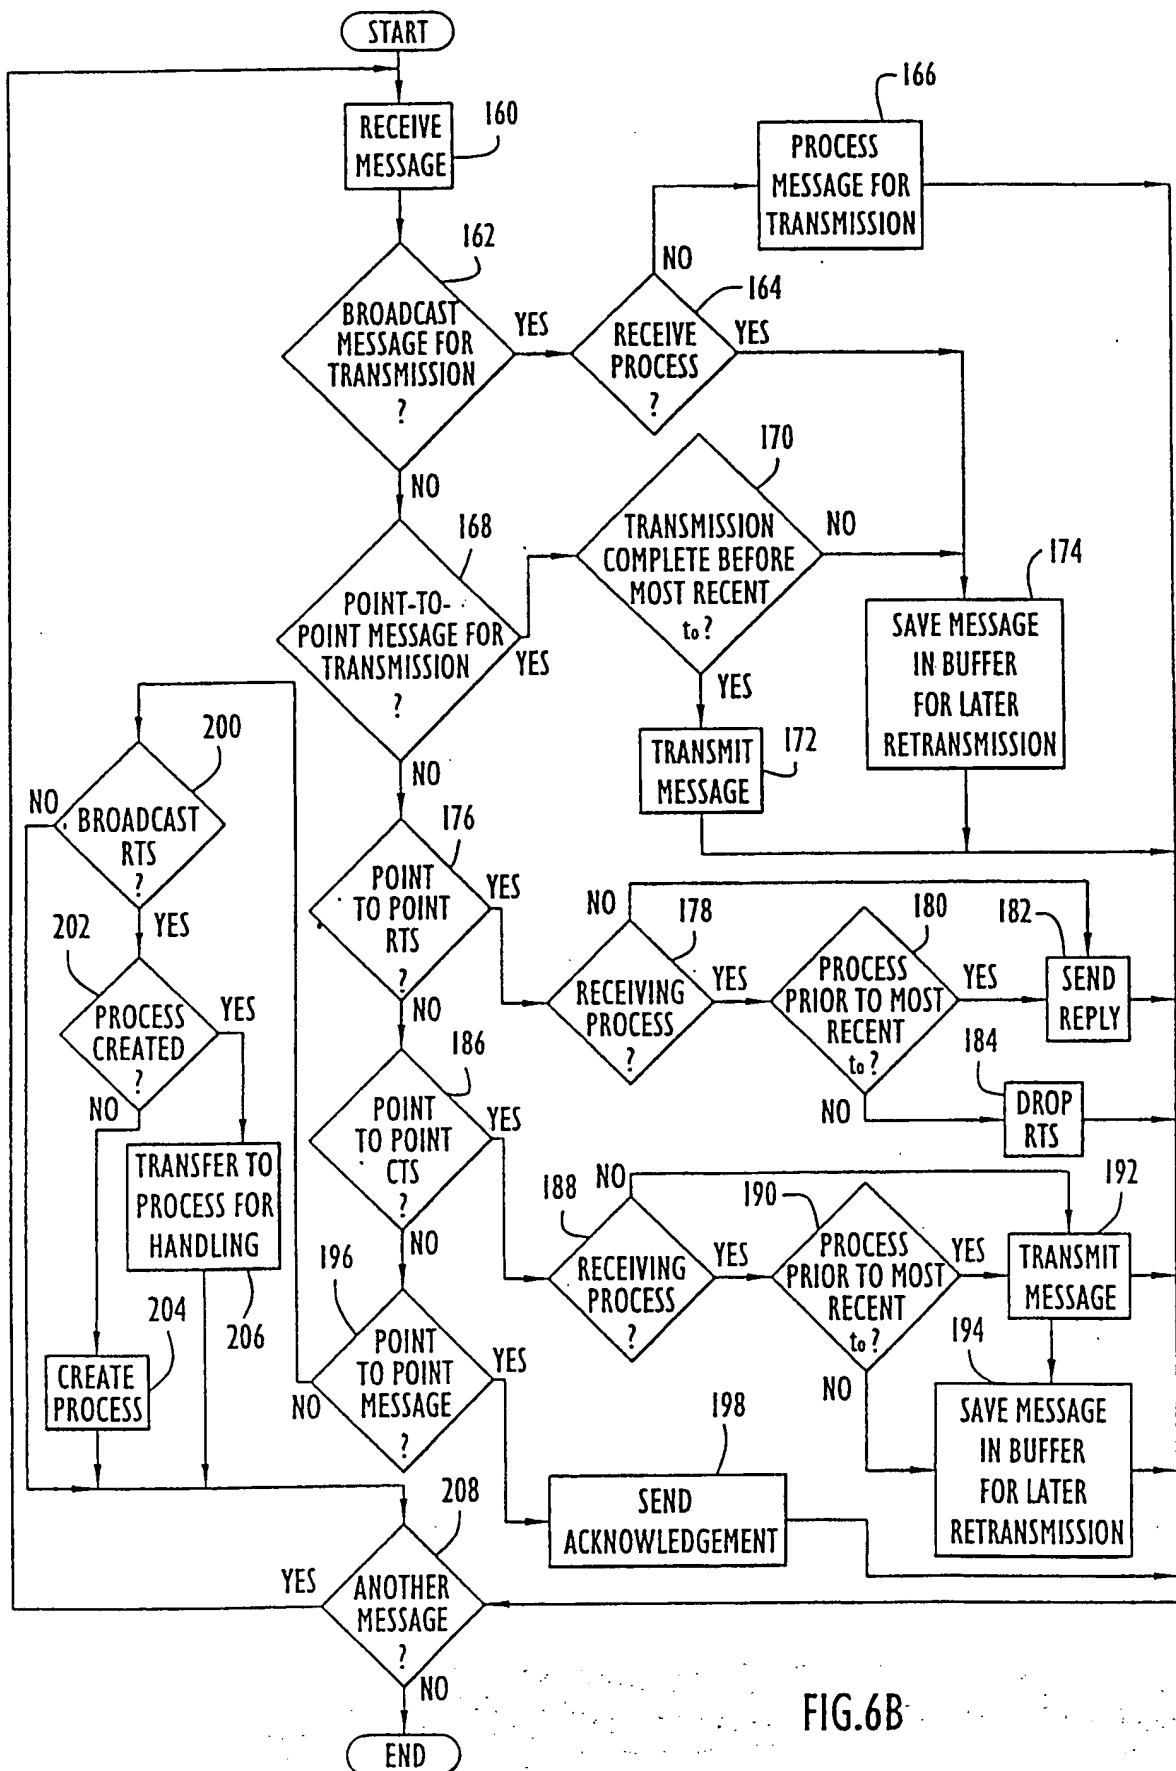 START
RECEIVE
MESSAGE
160
166
PROCESS
MESSAGE FOR
TRANSMISSION
162
BROADCAST
MESSAGE FOR
TRANSMISSION
?
YES
NO
164
RECEIVE
PROCESS
?
YES
NO
170
TRANSMISSION
COMPLETE BEFORE
MOST RECENT
to?
NO
YES
168
POINT-TO-
POINT MESSAGE FOR
TRANSMISSION
?
YES
NO
174
SAVE MESSAGE
IN BUFFER
FOR LATER
RETRANSMISSION
TRANSMIT
MESSAGE
172
200
NO
BROADCAST
RTS
?
YES
176
POINT
TO POINT
RTS
?
YES
NO
NO
178
RECEIVING
PROCESS
?
YES
180
PROCESS
PRIOR TO MOST
RECENT
to?
YES
NO
182
SEND
REPLY
184
DROP
RTS
202
PROCESS
CREATED
?
YES
NO
186
POINT
TO POINT
CTS
?
YES
NO
188
NO
RECEIVING
PROCESS
?
YES
190
PROCESS
PRIOR TO MOST
RECENT
to?
YES
NO
192
TRANSMIT
MESSAGE
194
SAVE MESSAGE
IN BUFFER
FOR LATER
RETRANSMISSION
TRANSFER TO
PROCESS FOR
HANDLING
206
204
CREATE
PROCESS
196
POINT
TO POINT
MESSAGE
?
YES
NO
198
SEND
ACKNOWLEDGEMENT
208
YES
ANOTHER
MESSAGE
?
NO
END
FIG.6B